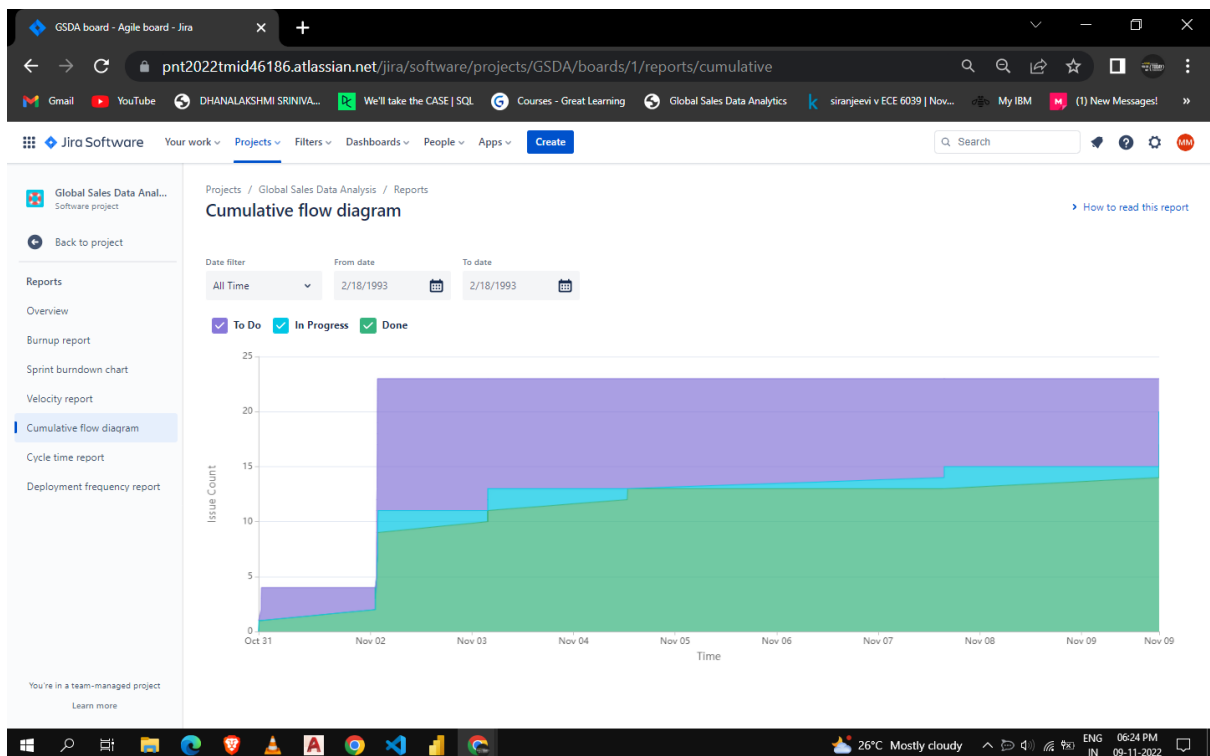 GSDA board - Agile board - Jira
pnt2022tmid46186.atlassian.net/jira/software/projects/GSDA/boards/1/reports/cumulative
Gmail YouTube DHANALAKSHMI SRINIVA... We'll take the CASE | SQL Courses - Great Learning Global Sales Data Analytics siranjeevi v ECE 6039 | Nov... My IBM (1) New Messages! »
Jira Software Your work Projects Filters Dashboards People Apps Create Search MM
Global Sales Data Anal...
Software project
Back to project
Reports
Overview
Burnup report
Sprint burndown chart
Velocity report
Cumulative flow diagram
Cycle time report
Deployment frequency report
You're in a team-managed project
Learn more
Projects / Global Sales Data Analysis / Reports
Cumulative flow diagram
How to read this report
Date filter From date To date
All Time 2/18/1993 2/18/1993
To Do In Progress Done
25
20
15
10
5
0
Issue Count
Oct 31 Nov 02 Nov 03 Nov 04 Nov 05 Nov 06 Nov 07 Nov 08 Nov 09 Nov 09
Time
26°C Mostly cloudy
ENG
IN
06:24 PM
09-11-2022